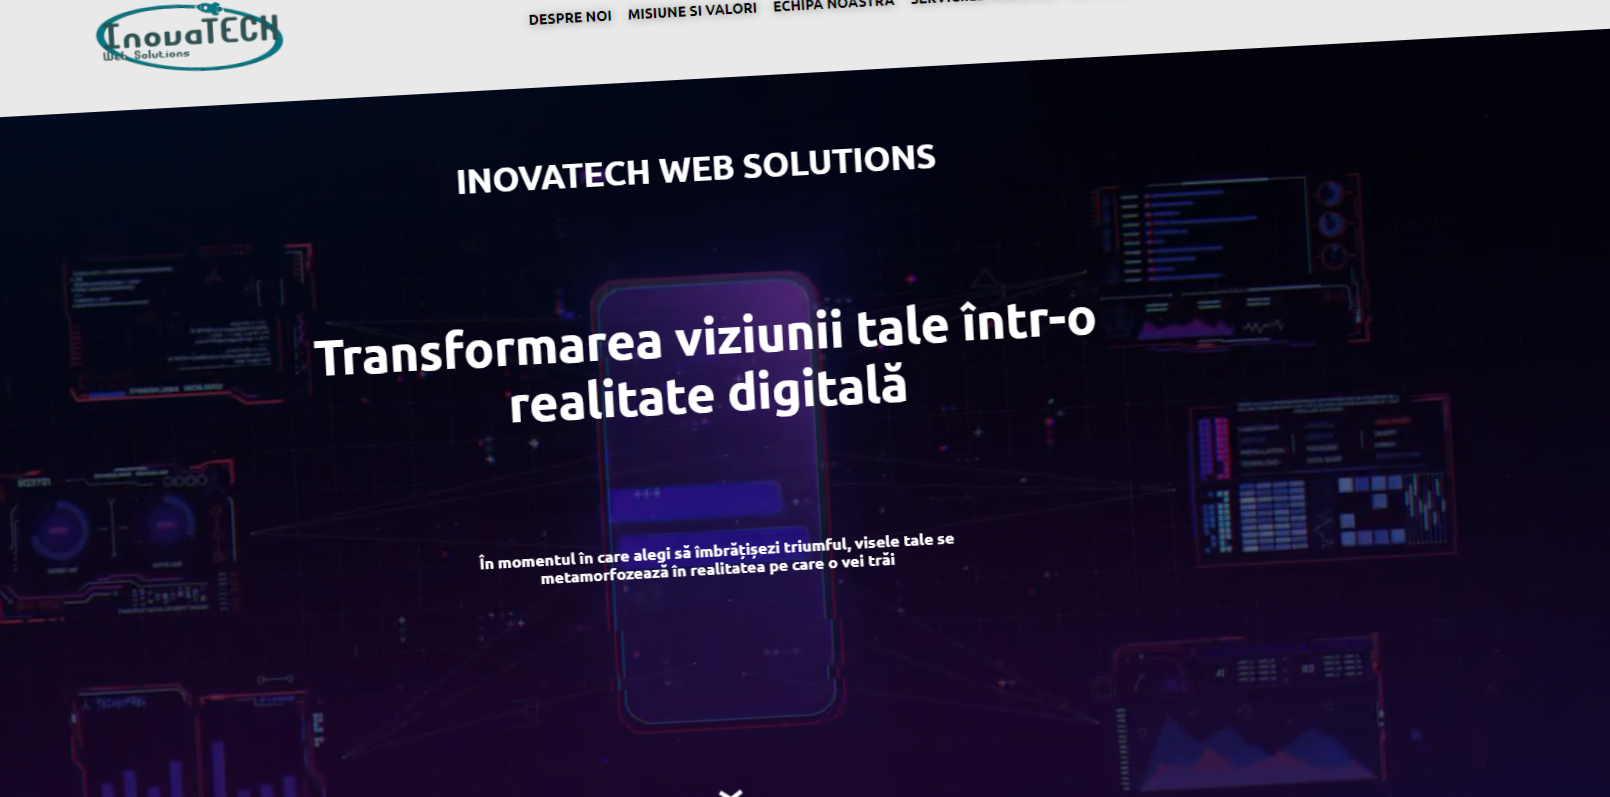 InovaTECH
Web Solutions
DESPRE NOI MISIUNE SI VALORI ECHIPA NOASTRA
INOVATECH WEB SOLUTIONS
Transformarea viziunii tale într-o
realitate digitală
În momentul în care alegi să îmbrățișezi triumful, visele tale se
metamorfozează în realitatea pe care o vei trăi